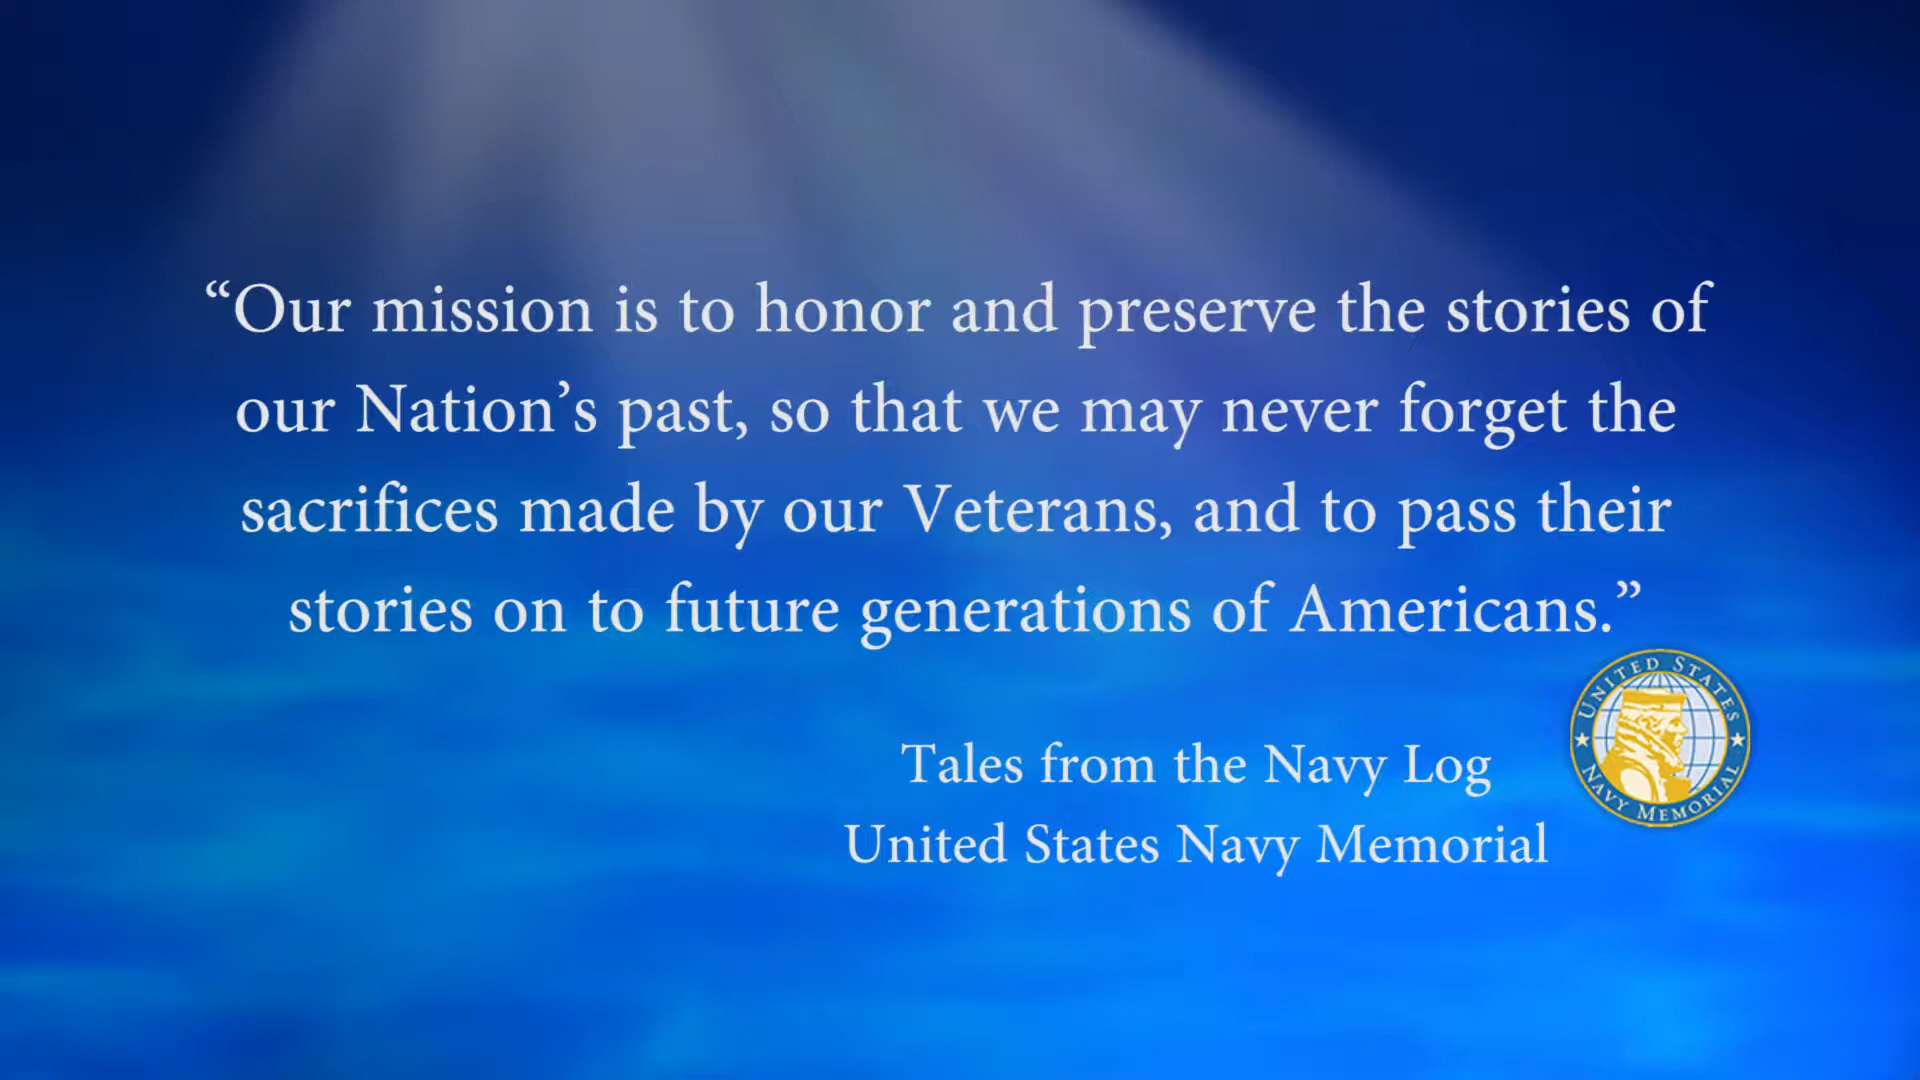 “Our mission is to honor and preserve the stories of
our Nation’s past, so that we may never forget the
sacrifices made by our Veterans, and to pass their
stories on to future generations of Americans.”
UNITED STATES
NAVY MEMORIAL
Tales from the Navy Log
United States Navy Memorial